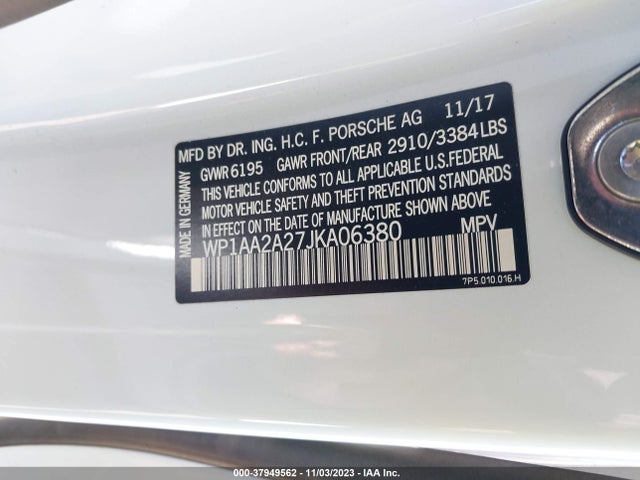 MFD BY DR. ING. H.C. F. PORSCHE AG 11/17
GVWR 6195 GAWR FRONT/REAR 2910/3384LBS
THIS VEHICLE CONFORMS TO ALL APPLICABLE U.S.FEDERAL
MOTOR VEHICLE SAFETY AND THEFT PREVENTION STANDARDS
IN EFFECT ON THE DATE OF MANUFACTURE SHOWN ABOVE.
WP1AA2A27JKA06380 MPV
7P5.010.016.H
MADE IN GERMANY
000-37949562 - 11/03/2023 - IAA Inc.